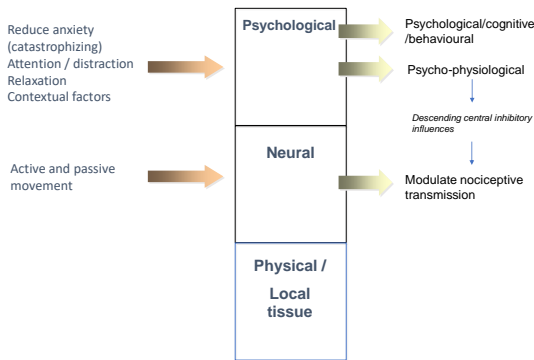 Reduce anxiety
(catastrophizing)
Attention / distraction
Relaxation
Contextual factors
Active and passive
movement
Psychological
Neural
Physical /
Local
tissue
Psychological/cognitive
/behavioural
Psycho-physiological
Descending central inhibitory
influences
Modulate nociceptive
transmission